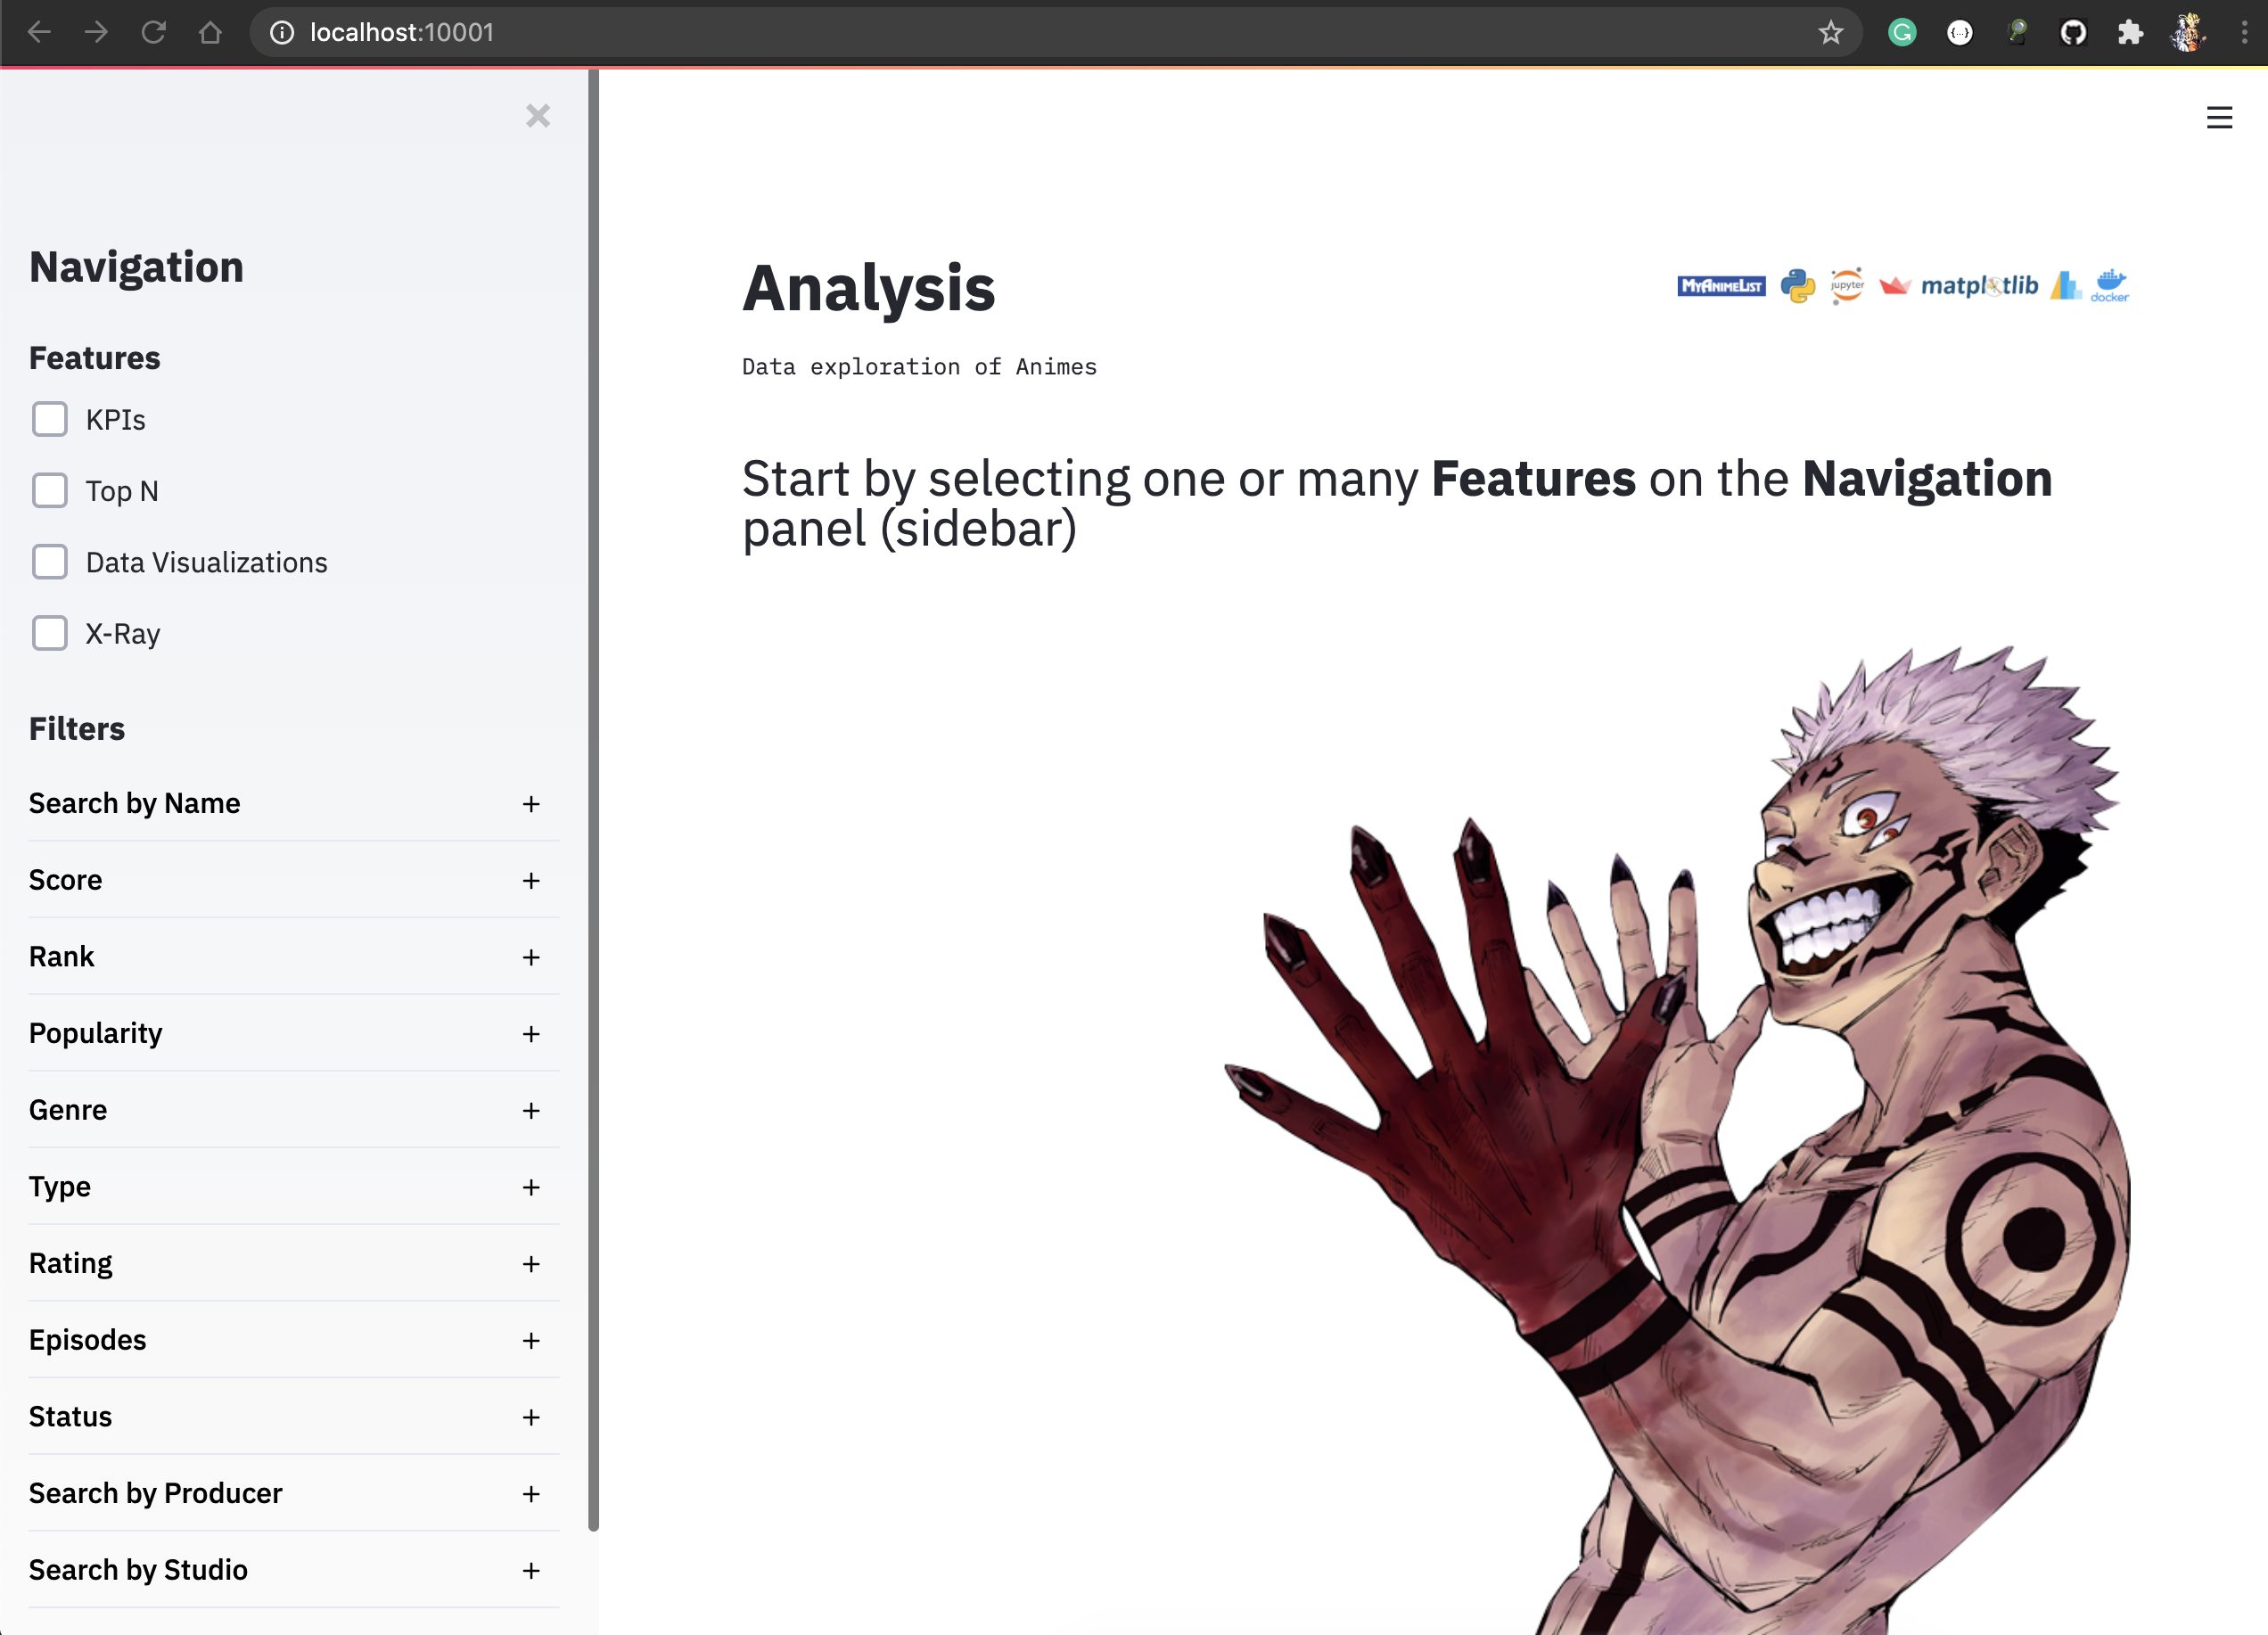 localhost:10001
Navigation
Features
KPIs
Top N
Data Visualizations
X-Ray
Filters
Search by Name
Score
Rank
Popularity
Genre
Type
Rating
Episodes
Status
Search by Producer
Search by Studio
Analysis
MyAnimeList
jupyter
matplotlib
docker
Data exploration of Animes
Start by selecting one or many Features on the Navigation
panel (sidebar)